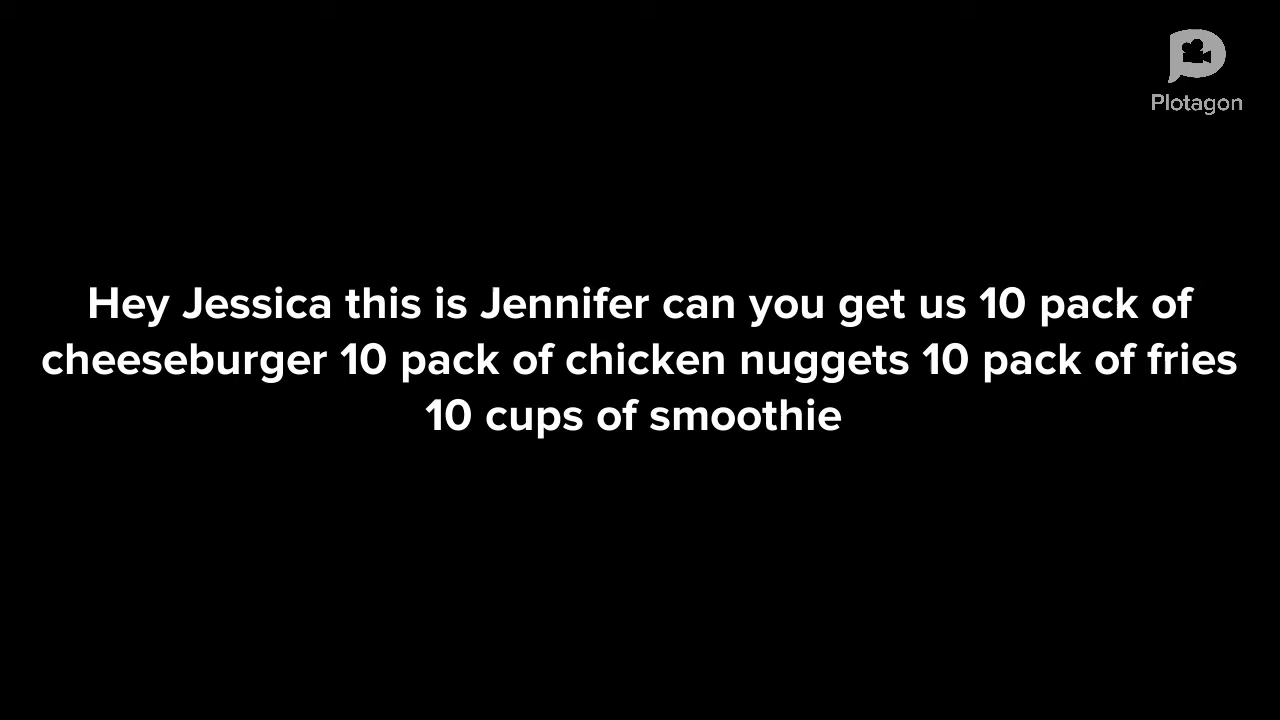 Plotagon
Hey Jessica this is Jennifer can you get us 10 pack of
cheeseburger 10 pack of chicken nuggets 10 pack of fries
10 cups of smoothie